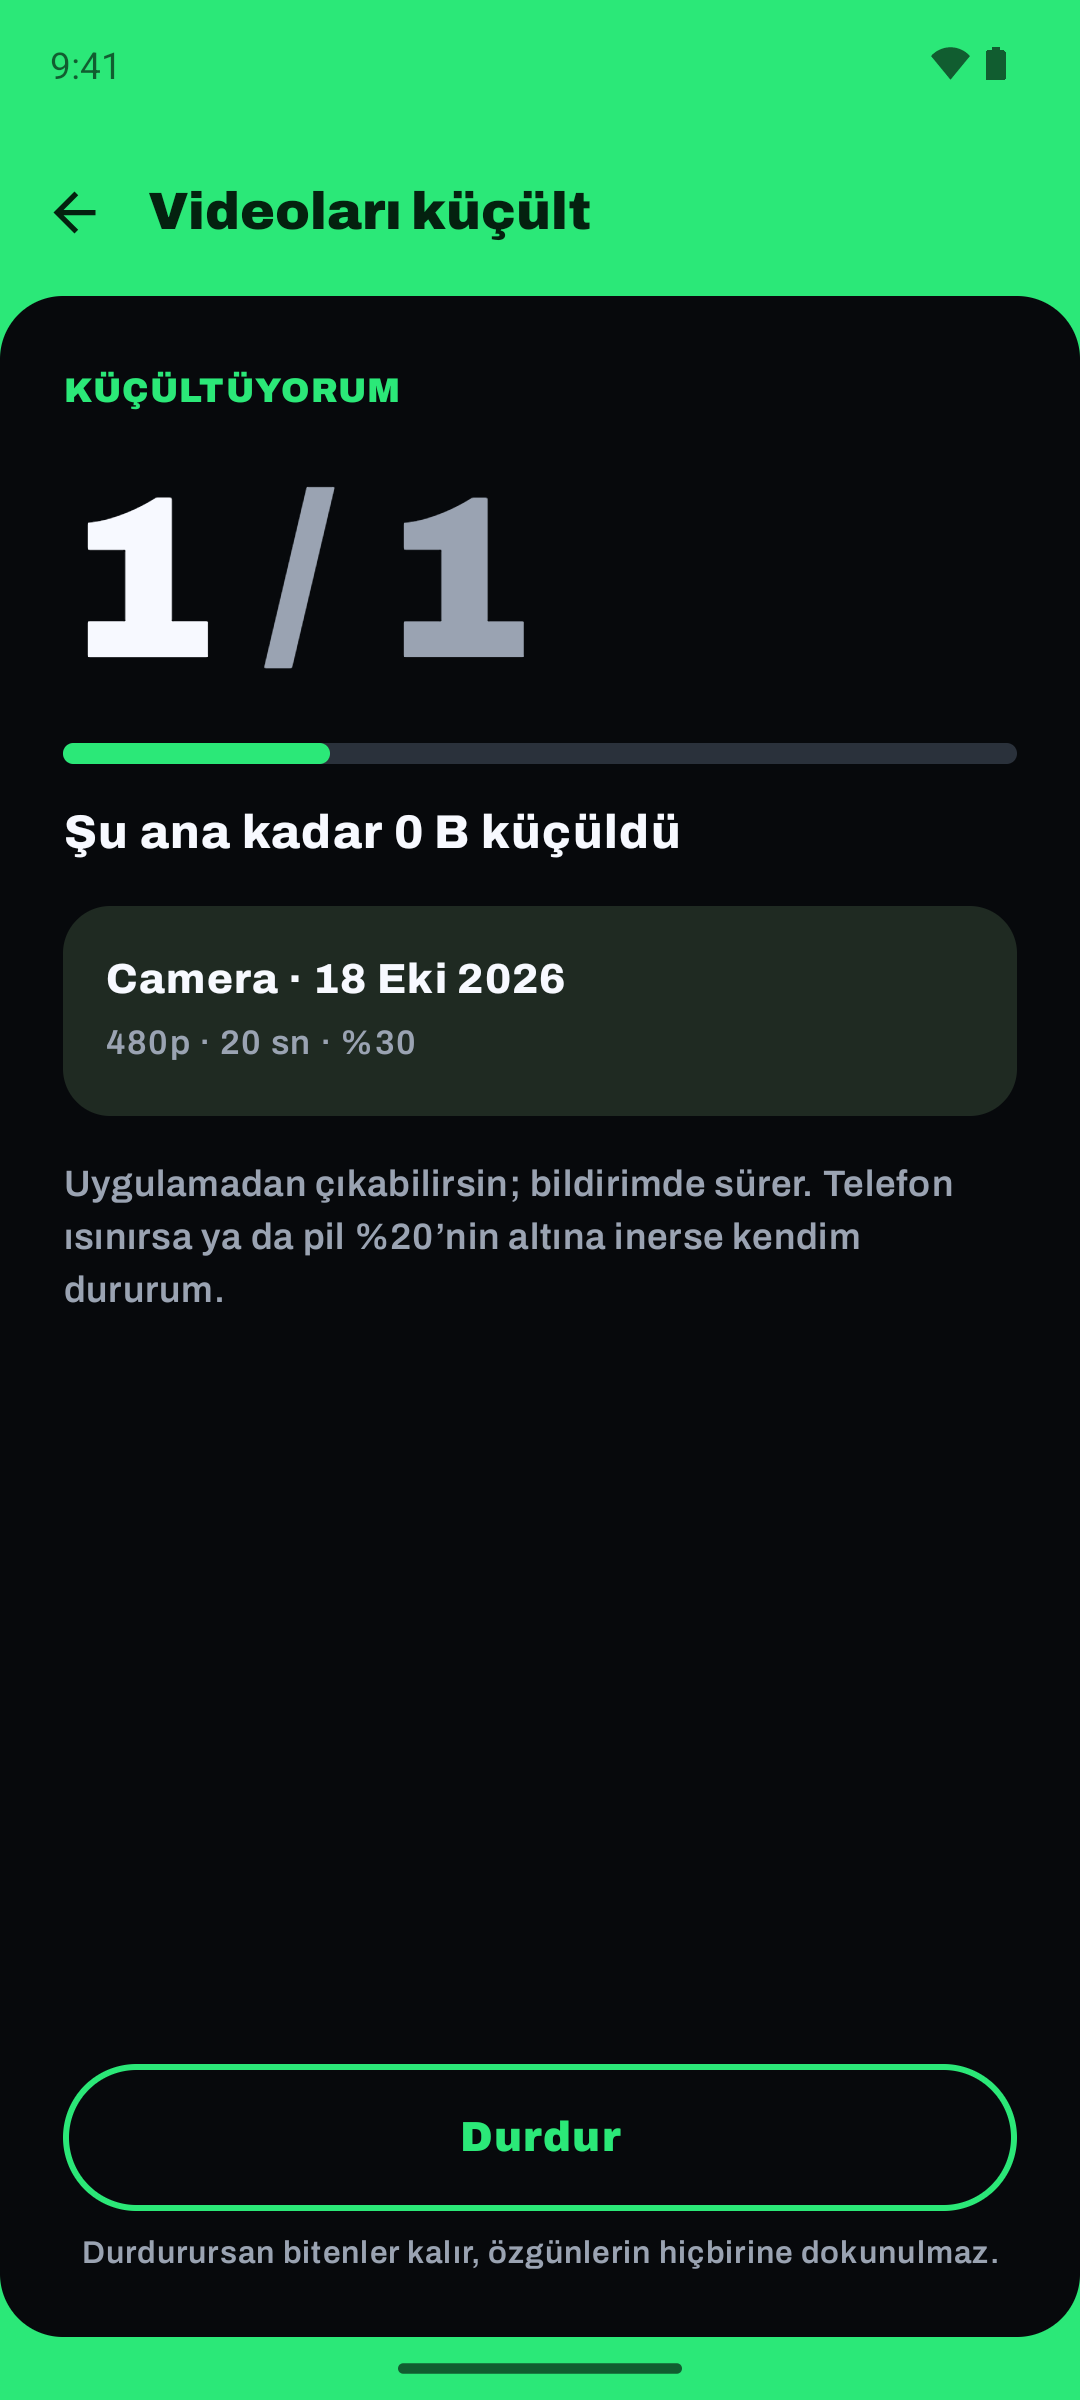 9:41
Videoları küçült
KÜÇÜLTÜYORUM
1 / 1
Şu ana kadar 0 B küçüldü
Camera · 18 Eki 2026
480p · 20 sn · %30
Uygulamadan çıkabilirsin; bildirimde sürer. Telefon
ısınırsa ya da pil %20’nin altına inerse kendim
dururum.
Durdur
Durdurursan bitenler kalır, özgünlerin hiçbirine dokunulmaz.